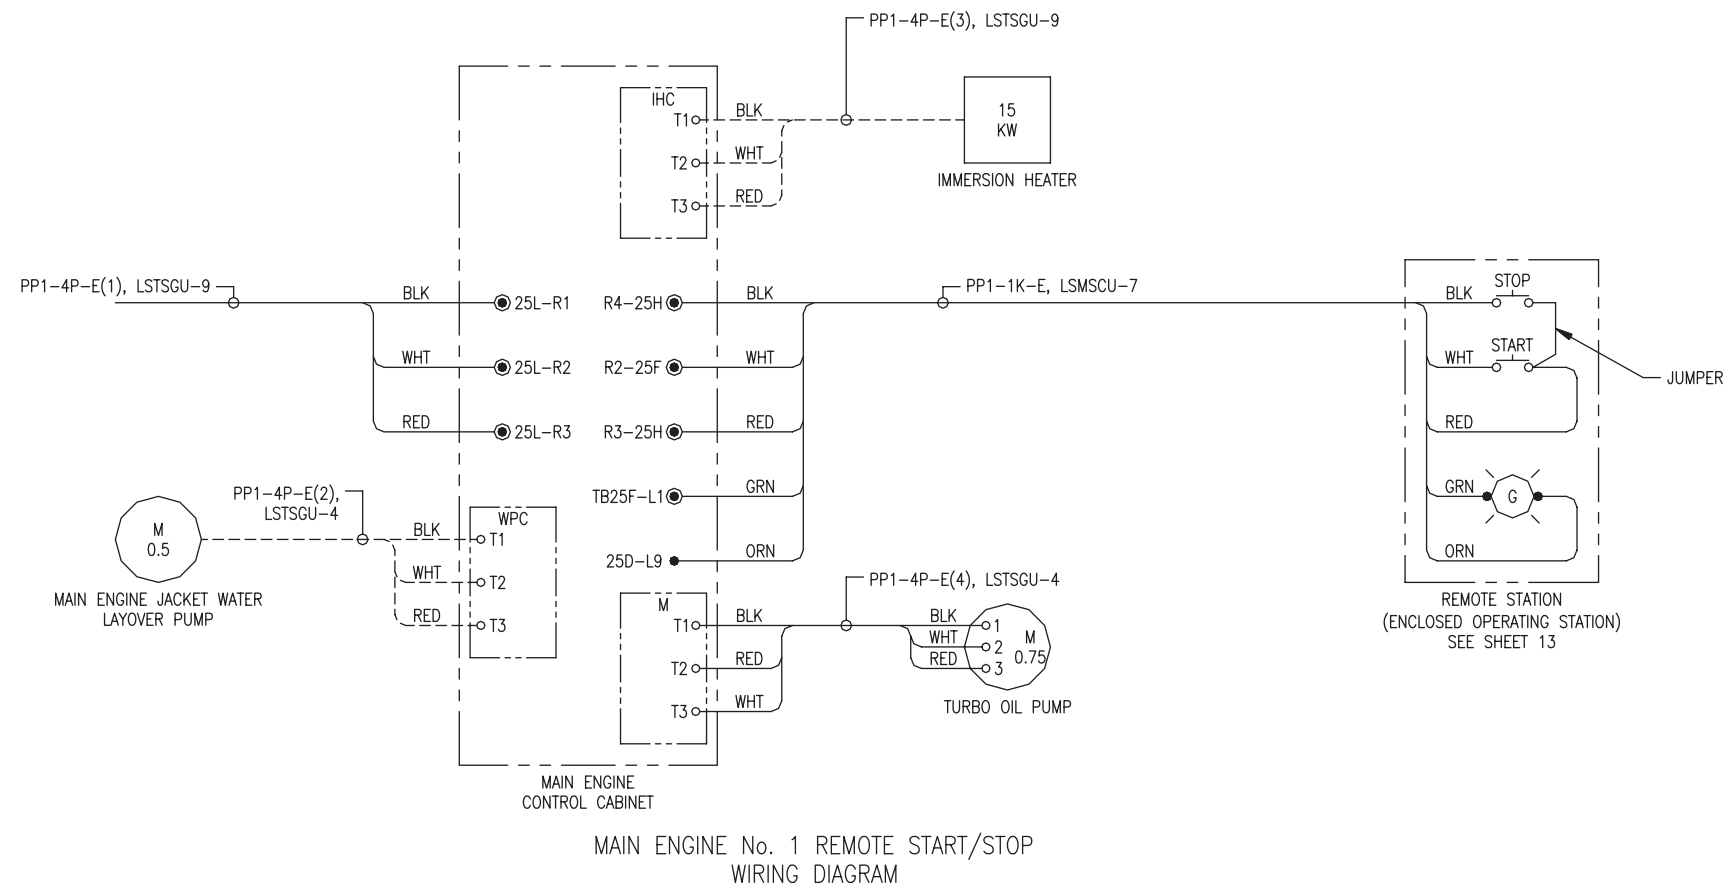 PP1-4P-E(3), LSTSGU-9
IHC
T1
BLK
T2
WHT
T3
RED
15
KW
IMMERSION HEATER
PP1-4P-E(1), LSTSGU-9
BLK
25L-R1
WHT
25L-R2
RED
25L-R3
R4-25H
BLK
R2-25F
WHT
R3-25H
RED
TB25F-L1
GRN
25D-L9
ORN
PP1-1K-E, LSMSCU-7
BLK
STOP
WHT
START
JUMPER
RED
GRN
G
ORN
REMOTE STATION
(ENCLOSED OPERATING STATION)
SEE SHEET 13
PP1-4P-E(2),
LSTSGU-4
M
0.5
MAIN ENGINE JACKET WATER
LAYOVER PUMP
WPC
BLK
T1
WHT
T2
RED
T3
M
T1
BLK
T2
RED
T3
WHT
PP1-4P-E(4), LSTSGU-4
BLK
1
WHT
2
RED
3
M
0.75
TURBO OIL PUMP
MAIN ENGINE
CONTROL CABINET
MAIN ENGINE No. 1 REMOTE START/STOP
WIRING DIAGRAM